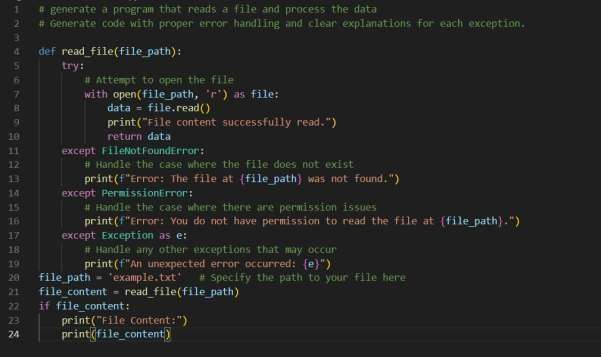 1 # generate a program that reads a file and process the data
2 # Generate code with proper error handling and clear explanations for each exception.
3
4 def read_file(file_path):
5     try:
6         # Attempt to open the file
7         with open(file_path, 'r') as file:
8             data = file.read()
9             print("File content successfully read.")
10             return data
11     except FileNotFoundError:
12         # Handle the case where the file does not exist
13         print(f"Error: The file at {file_path} was not found.")
14     except PermissionError:
15         # Handle the case where there are permission issues
16         print(f"Error: You do not have permission to read the file at {file_path}.")
17     except Exception as e:
18         # Handle any other exceptions that may occur
19         print(f"An unexpected error occurred: {e}")
20 file_path = 'example.txt'   # Specify the path to your file here
21 file_content = read_file(file_path)
22 if file_content:
23     print("File Content:")
24     print(file_content)